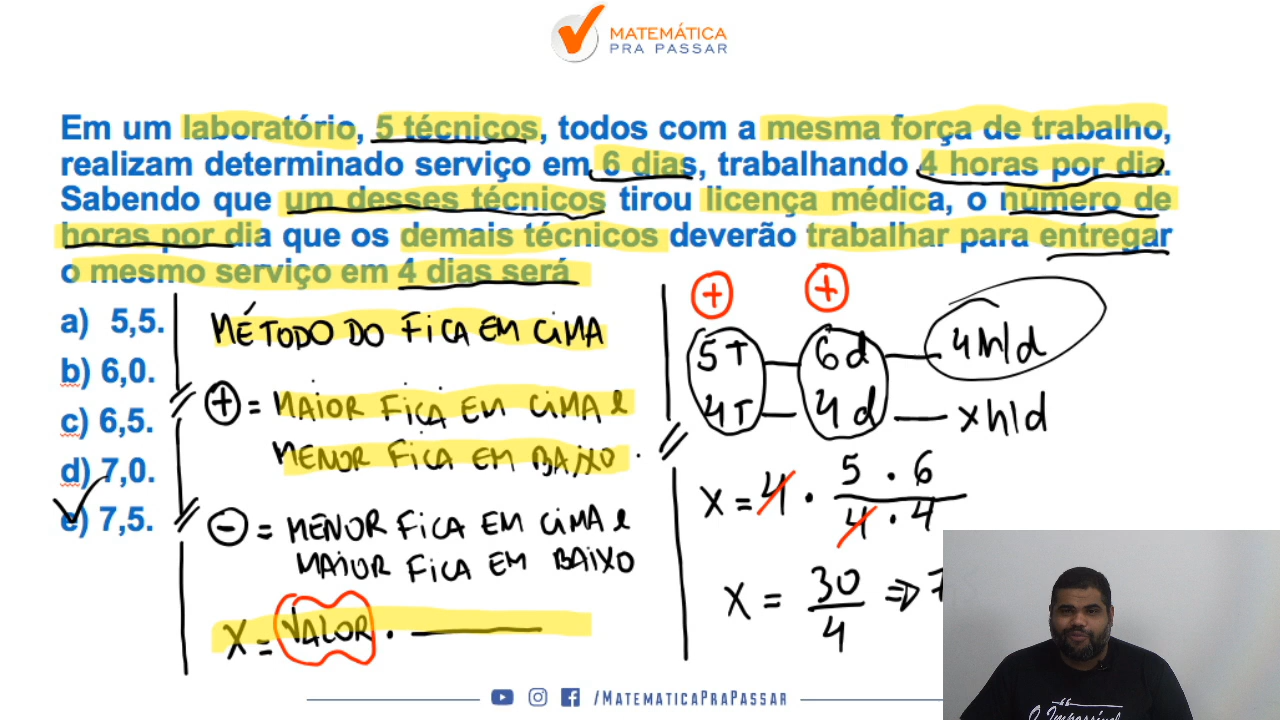 MATEMÁTICA
PRA PASSAR
Em um laboratório, 5 técnicos, todos com a mesma força de trabalho,
realizam determinado serviço em 6 dias, trabalhando 4 horas por dia.
Sabendo que um desses técnicos tirou licença médica, o número de
horas por dia que os demais técnicos deverão trabalhar para entregar
o mesmo serviço em 4 dias será
a) 5,5.
b) 6,0.
c) 6,5.
d) 7,0.
e) 7,5.
MÉTODO DO FICA EM CIMA
+ = MAIOR FICA EM CIMA e
MENOR FICA EM BAIXO.
- = MENOR FICA EM CIMA e
MAIOR FICA EM BAIXO
X = VALOR . ———
+ +
5T — 6d — 4h/d
4T — 4d — xh/d
X = 4 . 5 . 6
4 . 4
X = 30 => 7
4
O Impossível
/MATEMATICAPRAPASSAR